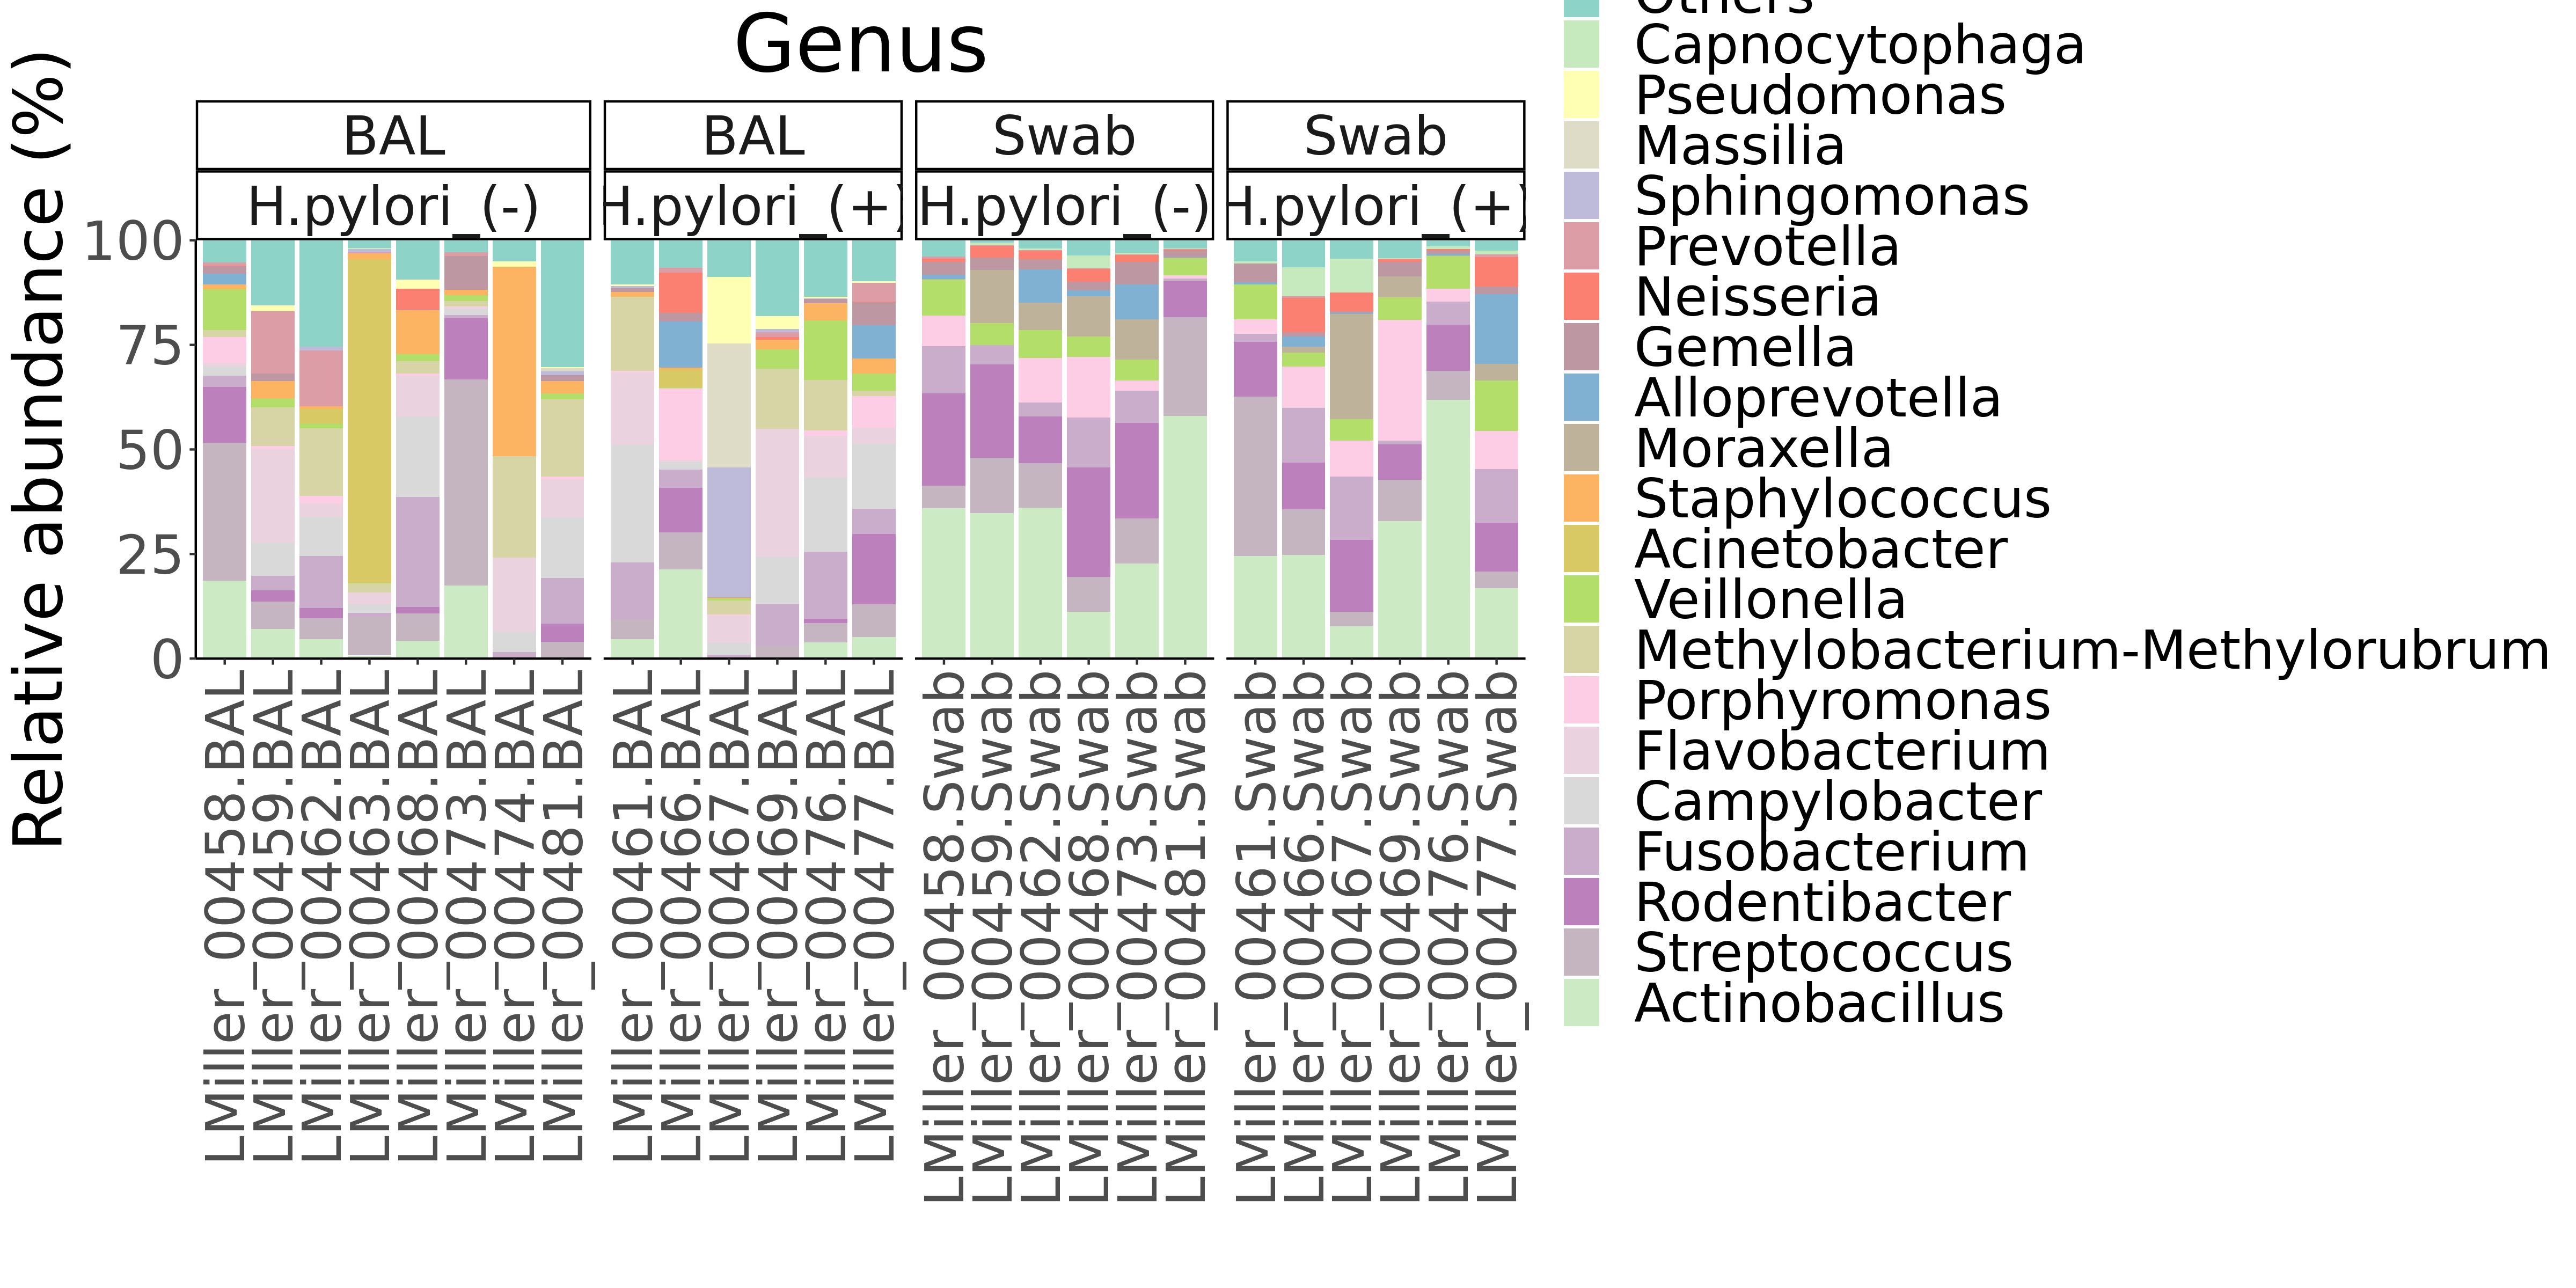 Genus
Relative abundance (%)
BAL
BAL
Swab
Swab
H.pylori_(-)
H.pylori_(+)
H.pylori_(-)
H.pylori_(+)
100
75
50
25
0
LMiller_00458.BAL
LMiller_00459.BAL
LMiller_00462.BAL
LMiller_00463.BAL
LMiller_00468.BAL
LMiller_00473.BAL
LMiller_00474.BAL
LMiller_00481.BAL
LMiller_00461.BAL
LMiller_00466.BAL
LMiller_00467.BAL
LMiller_00469.BAL
LMiller_00476.BAL
LMiller_00477.BAL
LMiller_00458.Swab
LMiller_00459.Swab
LMiller_00462.Swab
LMiller_00468.Swab
LMiller_00473.Swab
LMiller_00481.Swab
LMiller_00461.Swab
LMiller_00466.Swab
LMiller_00467.Swab
LMiller_00469.Swab
LMiller_00476.Swab
LMiller_00477.Swab
Others
Capnocytophaga
Pseudomonas
Massilia
Sphingomonas
Prevotella
Neisseria
Gemella
Alloprevotella
Moraxella
Staphylococcus
Acinetobacter
Veillonella
Methylobacterium-Methylorubrum
Porphyromonas
Flavobacterium
Campylobacter
Fusobacterium
Rodentibacter
Streptococcus
Actinobacillus